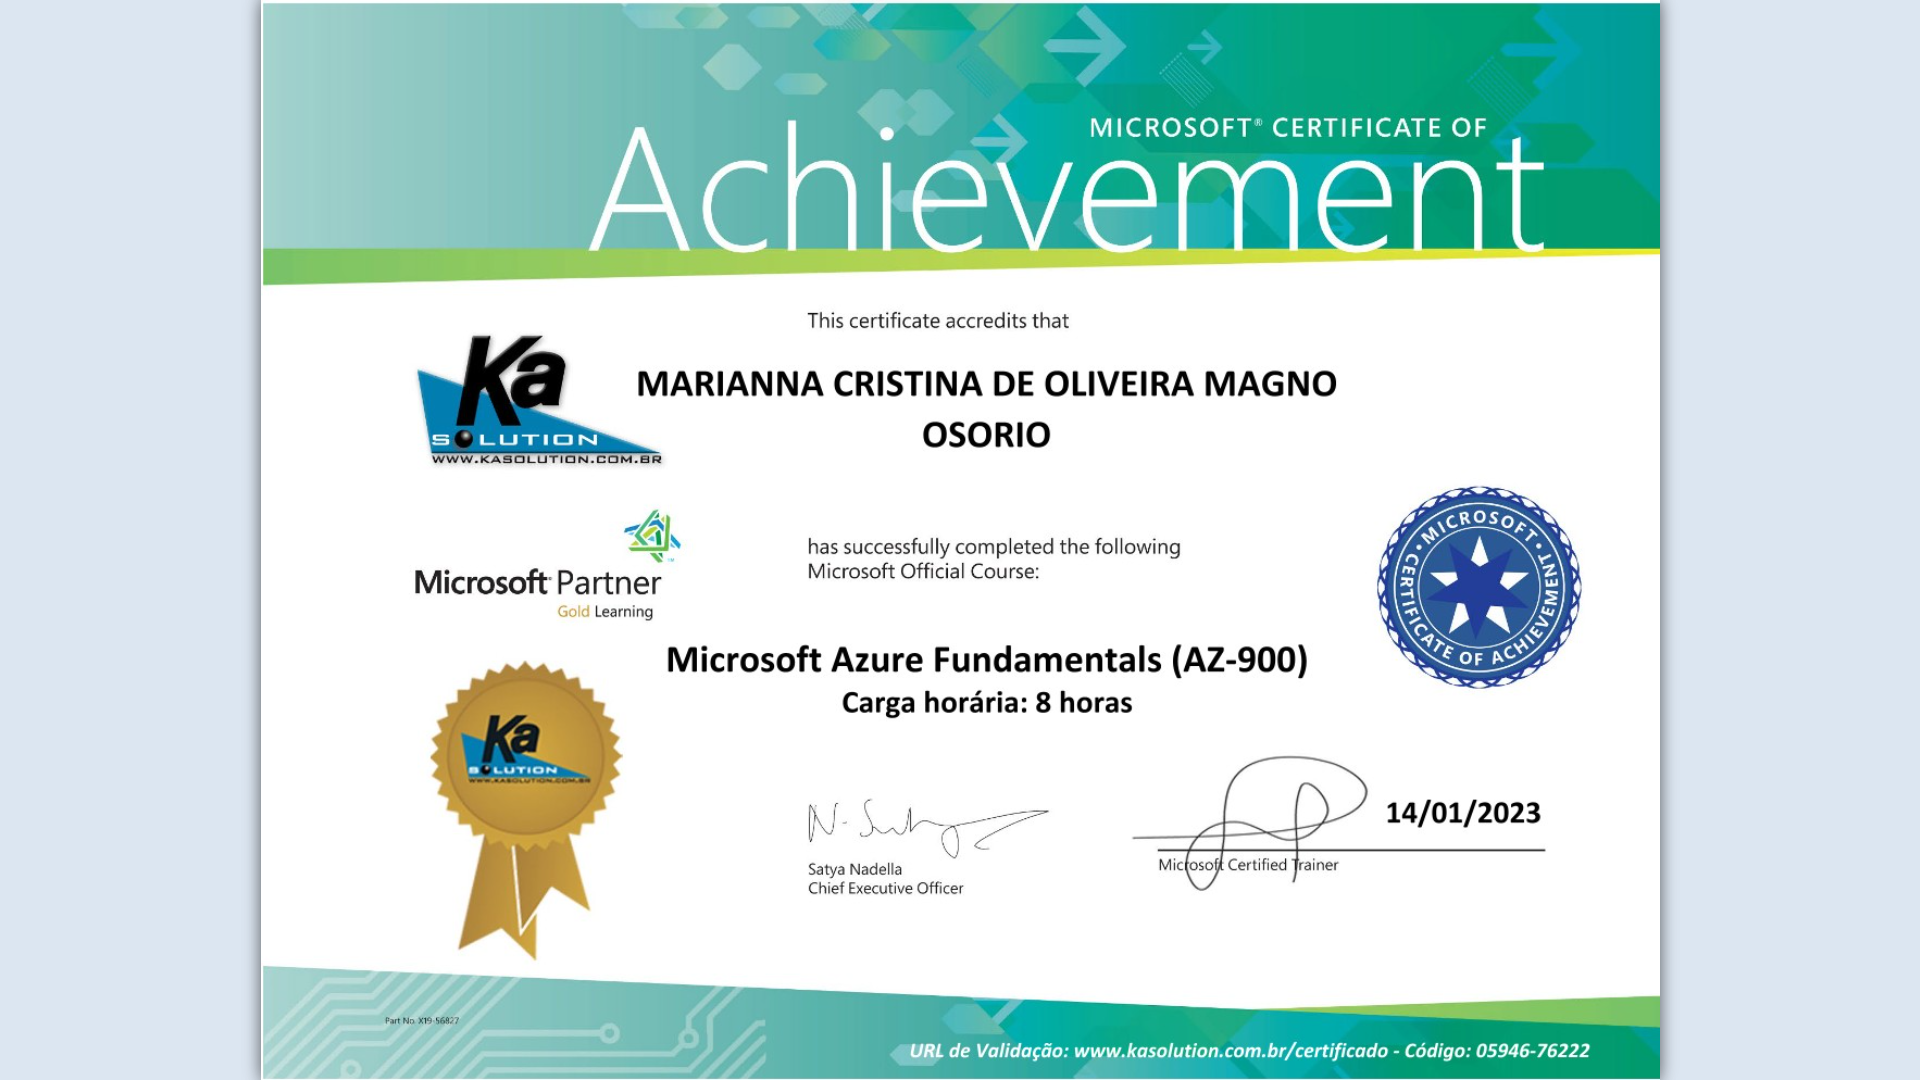 MICROSOFT® CERTIFICATE OF
Achievement
This certificate accredits that
Ka
SOLUTION
WWW.KASOLUTION.COM.BR
MARIANNA CRISTINA DE OLIVEIRA MAGNO
OSORIO
Microsoft Partner
Gold Learning
has successfully completed the following
Microsoft Official Course:
MICROSOFT • CERTIFICATE OF ACHIEVEMENT •
Microsoft Azure Fundamentals (AZ-900)
Carga horária: 8 horas
Ka
SOLUTION
WWW.KASOLUTION.COM.BR
14/01/2023
Satya Nadella
Chief Executive Officer
Microsoft Certified Trainer
Part No. X19-56827
URL de Validação: www.kasolution.com.br/certificado - Código: 05946-76222